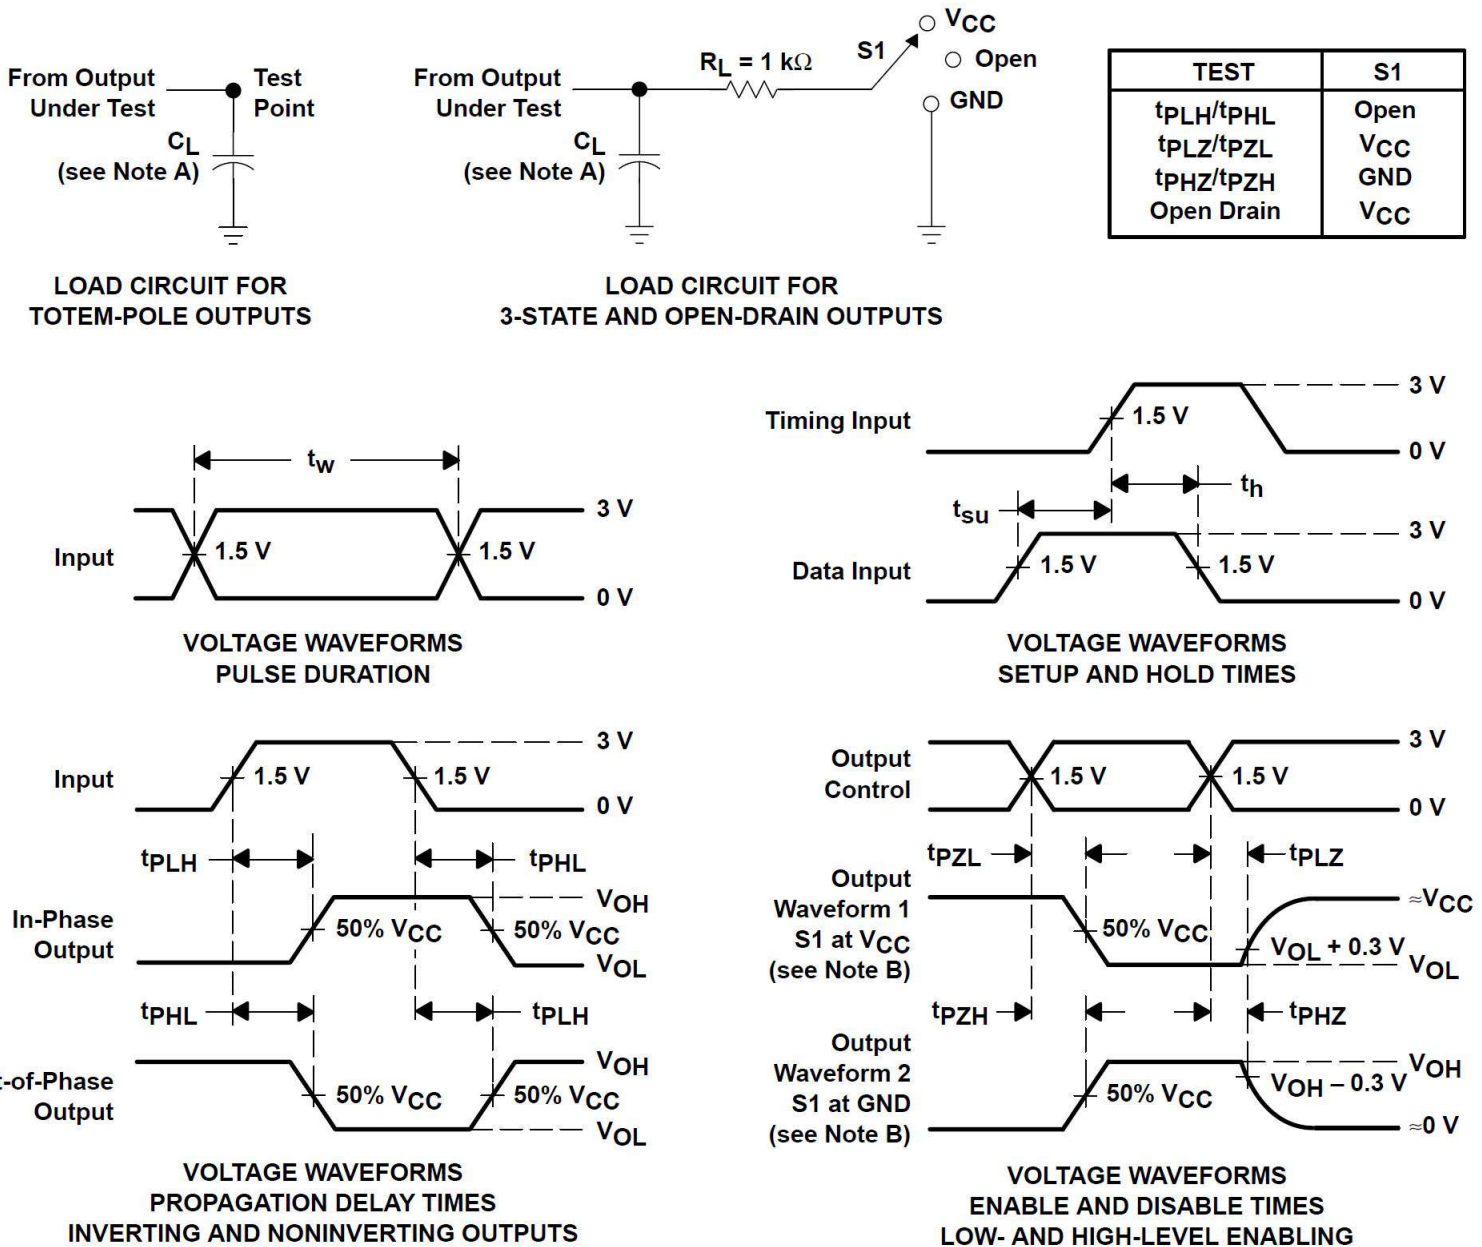 From Output
Under Test
Test
Point
CL
(see Note A)
LOAD CIRCUIT FOR
TOTEM-POLE OUTPUTS
From Output
Under Test
RL = 1 kΩ
S1
VCC
Open
GND
CL
(see Note A)
LOAD CIRCUIT FOR
3-STATE AND OPEN-DRAIN OUTPUTS
TEST S1
tPLH/tPHL Open
tPLZ/tPZL VCC
tPHZ/tPZH GND
Open Drain VCC
tw
3 V
Input
1.5 V
1.5 V
0 V
VOLTAGE WAVEFORMS
PULSE DURATION
3 V
Timing Input
1.5 V
0 V
th
tsu
3 V
Data Input
1.5 V
1.5 V
0 V
VOLTAGE WAVEFORMS
SETUP AND HOLD TIMES
3 V
Input
1.5 V
1.5 V
0 V
tPLH
tPHL
In-Phase
Output
VOH
50% VCC
50% VCC
VOL
tPHL
tPLH
t-of-Phase
Output
VOH
50% VCC
50% VCC
VOL
VOLTAGE WAVEFORMS
PROPAGATION DELAY TIMES
INVERTING AND NONINVERTING OUTPUTS
Output
Control
3 V
1.5 V
1.5 V
0 V
tPZL
tPLZ
Output
Waveform 1
S1 at VCC
(see Note B)
≈VCC
50% VCC
VOL + 0.3 V
VOL
tPZH
tPHZ
Output
Waveform 2
S1 at GND
(see Note B)
VOH
50% VCC
VOH – 0.3 V
≈0 V
VOLTAGE WAVEFORMS
ENABLE AND DISABLE TIMES
LOW- AND HIGH-LEVEL ENABLING